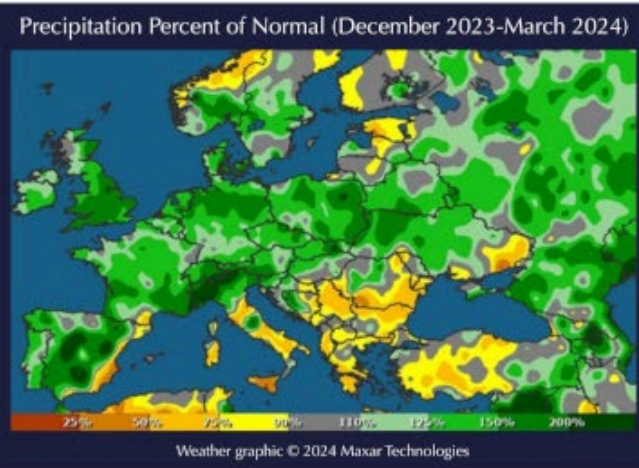 Precipitation Percent of Normal (December 2023-March 2024)
25% 50% 75% 90% 110% 125% 150% 200%
Weather graphic © 2024 Maxar Technologies